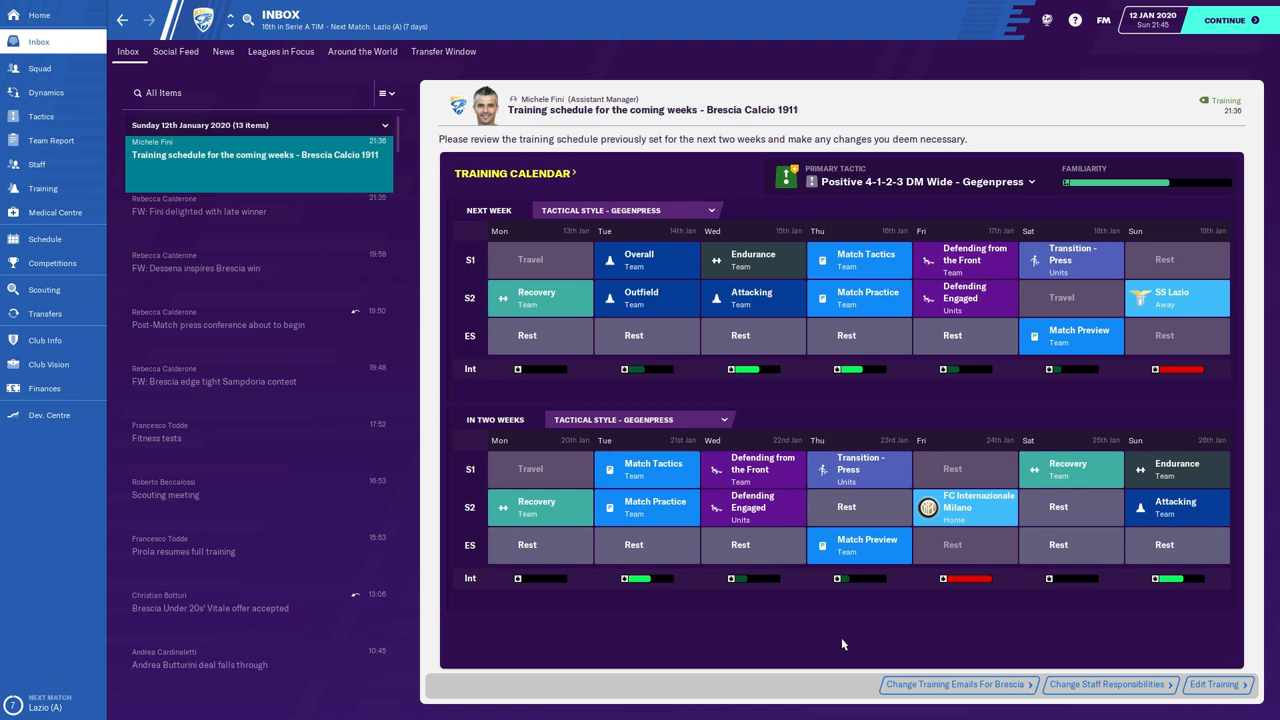 Home
Inbox
Squad
Dynamics
Tactics
Team Report
Staff
Training
Medical Centre
Schedule
Competitions
Scouting
Transfers
Club Info
Club Vision
Finances
Dev. Centre
7
NEXT MATCH
Lazio (A)
INBOX
16th in Serie A TIM - Next Match: Lazio (A) (7 days)
FM
12 JAN 2020
Sun 21:45
CONTINUE
Inbox
Social Feed
News
Leagues in Focus
Around the World
Transfer Window
All Items
Sunday 12th January 2020 (13 items)
Michele Fini 21:36
Training schedule for the coming weeks - Brescia Calcio 1911
Rebecca Calderone 21:35
FW: Fini delighted with late winner
Rebecca Calderone 19:58
FW: Dessena inspires Brescia win
Rebecca Calderone 19:50
Post-Match press conference about to begin
Rebecca Calderone 19:48
FW: Brescia edge tight Sampdoria contest
Francesco Todde 17:52
Fitness tests
Roberto Beccalossi 16:53
Scouting meeting
Francesco Todde 15:53
Pirola resumes full training
Christian Botturi 13:06
Brescia Under 20s' Vitale offer accepted
Andrea Cardinaletti 10:45
Andrea Butturini deal falls through
Michele Fini (Assistant Manager)
Training schedule for the coming weeks - Brescia Calcio 1911
Training
21:36
Please review the training schedule previously set for the next two weeks and make any changes you deem necessary.
TRAINING CALENDAR
PRIMARY TACTIC
Positive 4-1-2-3 DM Wide - Gegenpress
FAMILIARITY
NEXT WEEK
TACTICAL STYLE - GEGENPRESS
Mon 13th Jan Tue 14th Jan Wed 15th Jan Thu 16th Jan Fri 17th Jan Sat 18th Jan Sun 19th Jan
S1
Travel
Overall
Team
Endurance
Team
Match Tactics
Team
Defending from
the Front
Team
Transition -
Press
Units
Rest
S2
Recovery
Team
Outfield
Team
Attacking
Team
Match Practice
Team
Defending
Engaged
Units
Travel
SS Lazio
Away
ES
Rest
Rest
Rest
Rest
Rest
Match Preview
Team
Rest
Int
IN TWO WEEKS
TACTICAL STYLE - GEGENPRESS
Mon 20th Jan Tue 21st Jan Wed 22nd Jan Thu 23rd Jan Fri 24th Jan Sat 25th Jan Sun 26th Jan
S1
Travel
Match Tactics
Team
Defending from
the Front
Team
Transition -
Press
Units
Rest
Recovery
Team
Endurance
Team
S2
Recovery
Team
Match Practice
Team
Defending
Engaged
Units
Rest
FC Internazionale
Milano
Home
Rest
Attacking
Team
ES
Rest
Rest
Rest
Match Preview
Team
Rest
Rest
Rest
Int
Change Training Emails For Brescia
Change Staff Responsibilities
Edit Training